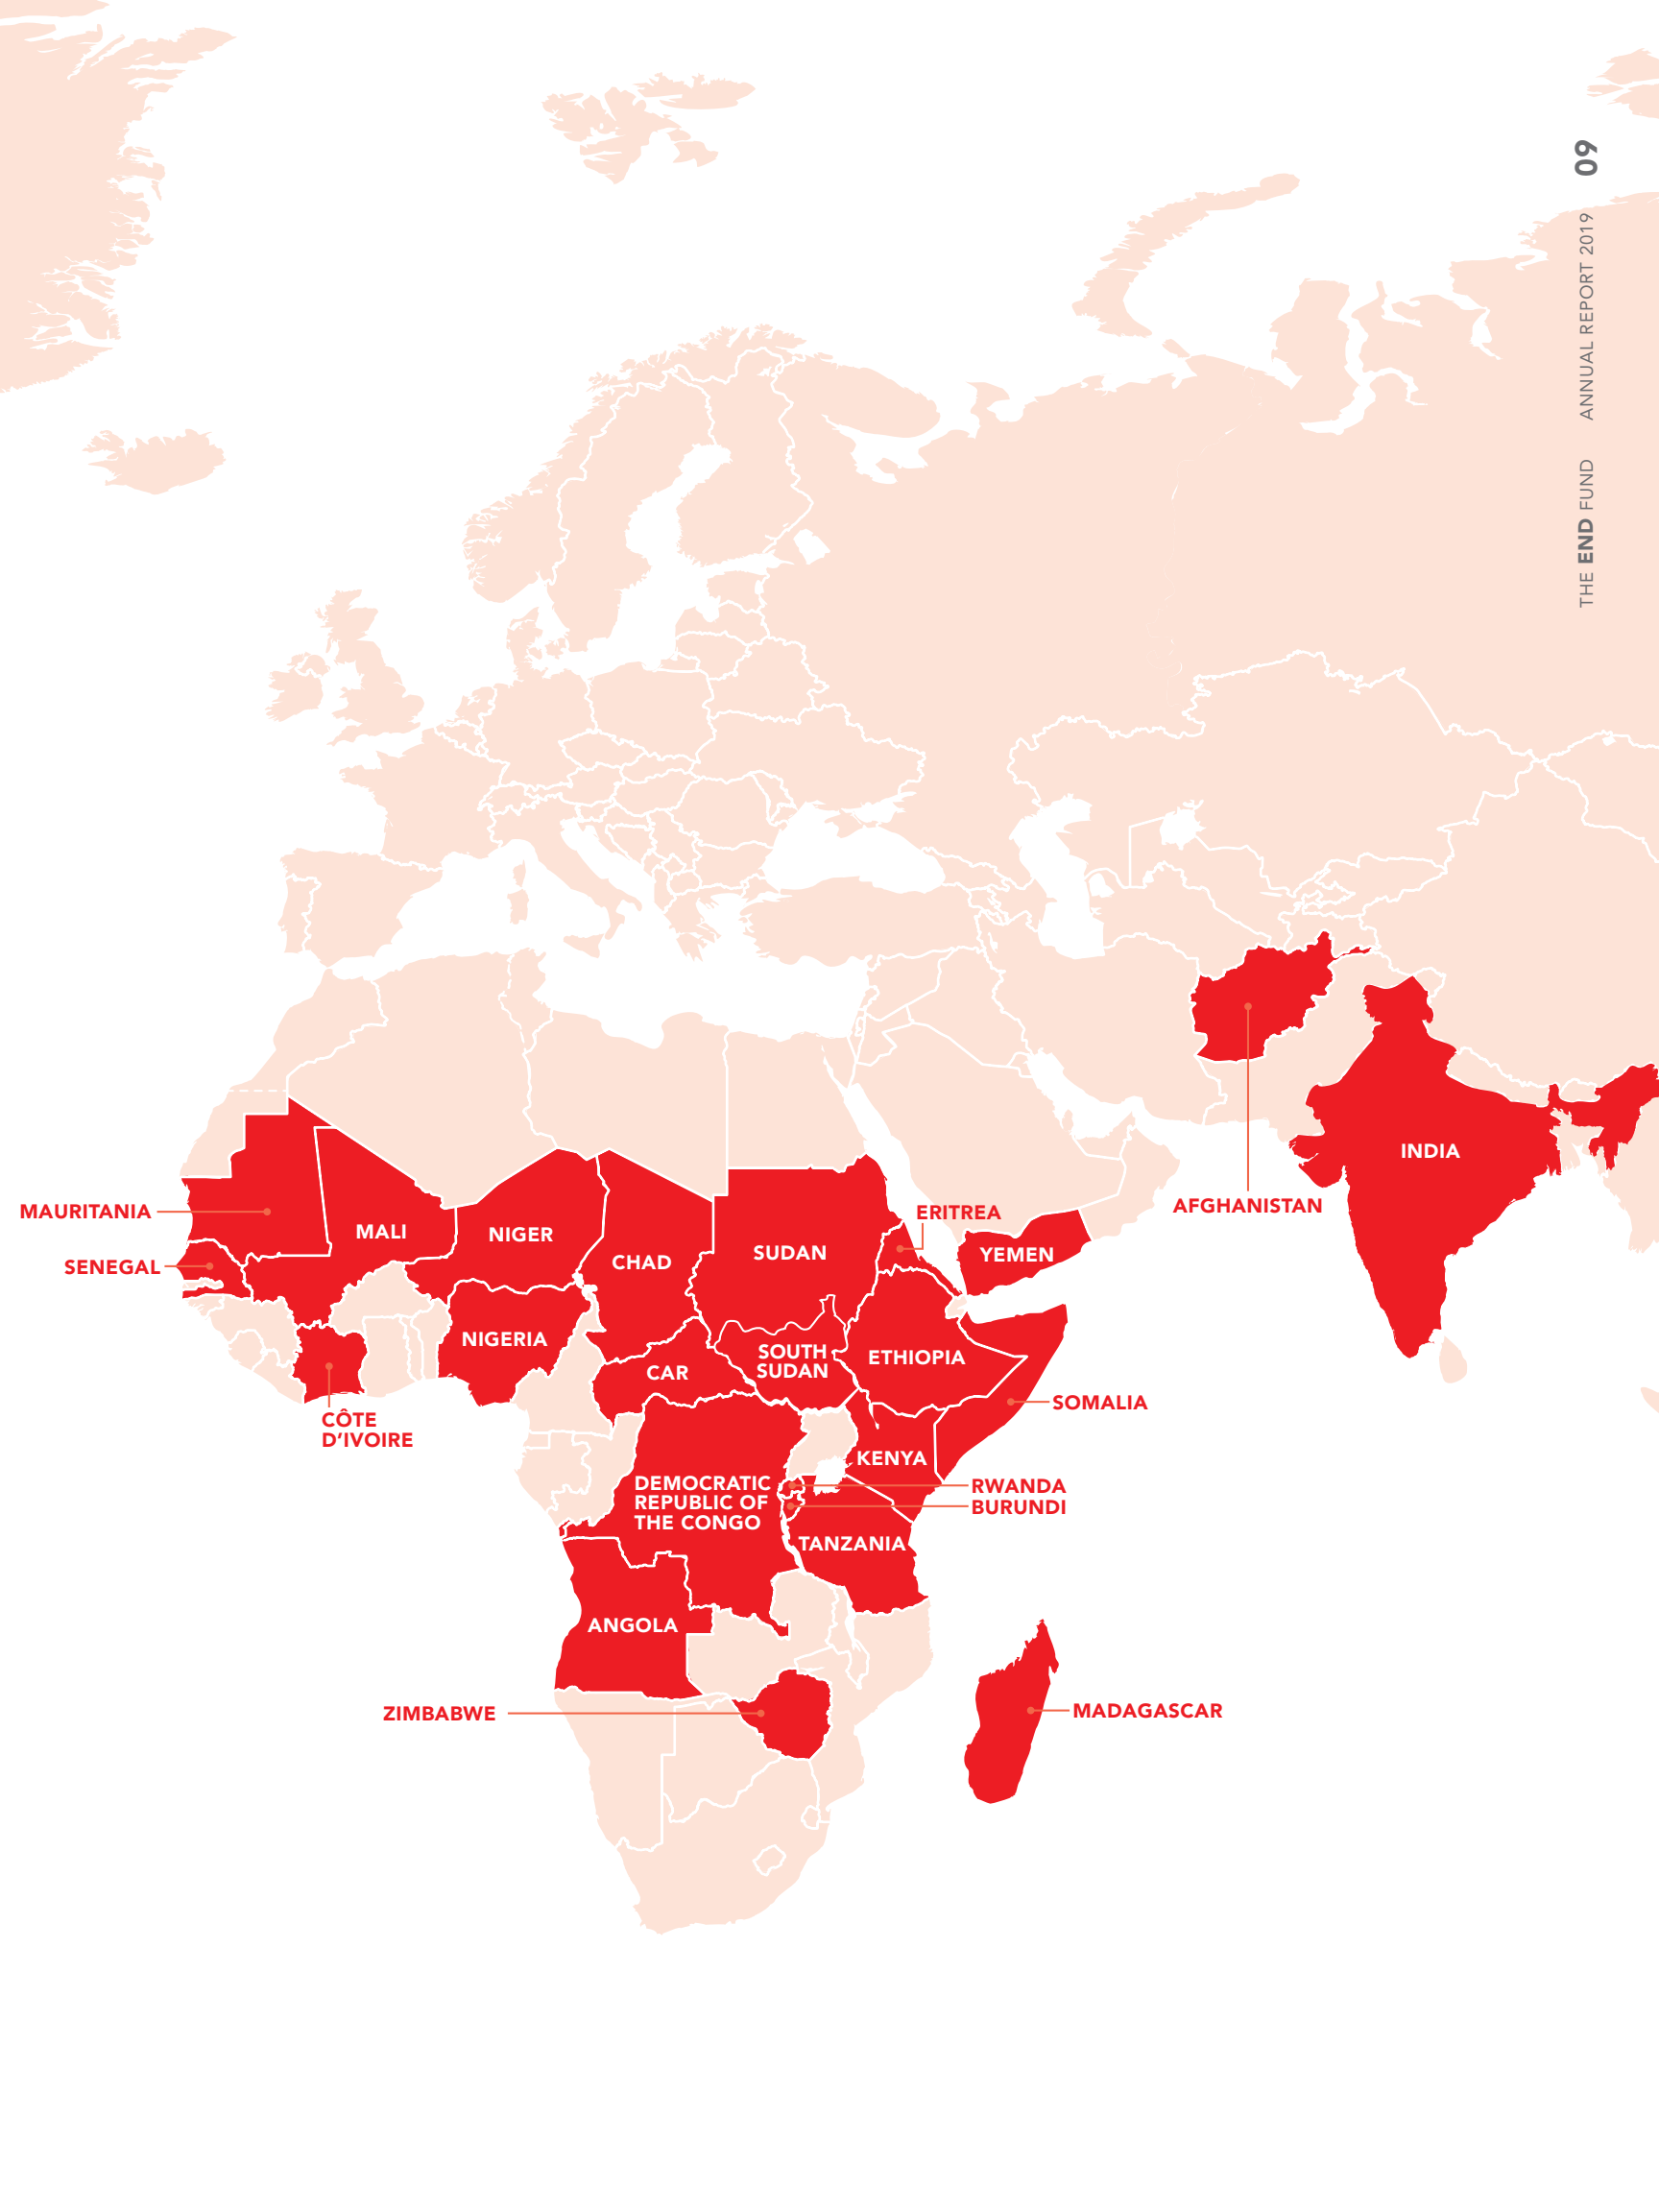 09
ANNUAL REPORT 2019
THE END FUND
INDIA
AFGHANISTAN
MAURITANIA
ERITREA
MALI
NIGER
SUDAN
YEMEN
CHAD
SENEGAL
NIGERIA
SOUTH
SUDAN
ETHIOPIA
CAR
SOMALIA
CÔTE
D’IVOIRE
KENYA
DEMOCRATIC
REPUBLIC OF
THE CONGO
RWANDA
BURUNDI
TANZANIA
ANGOLA
ZIMBABWE
MADAGASCAR